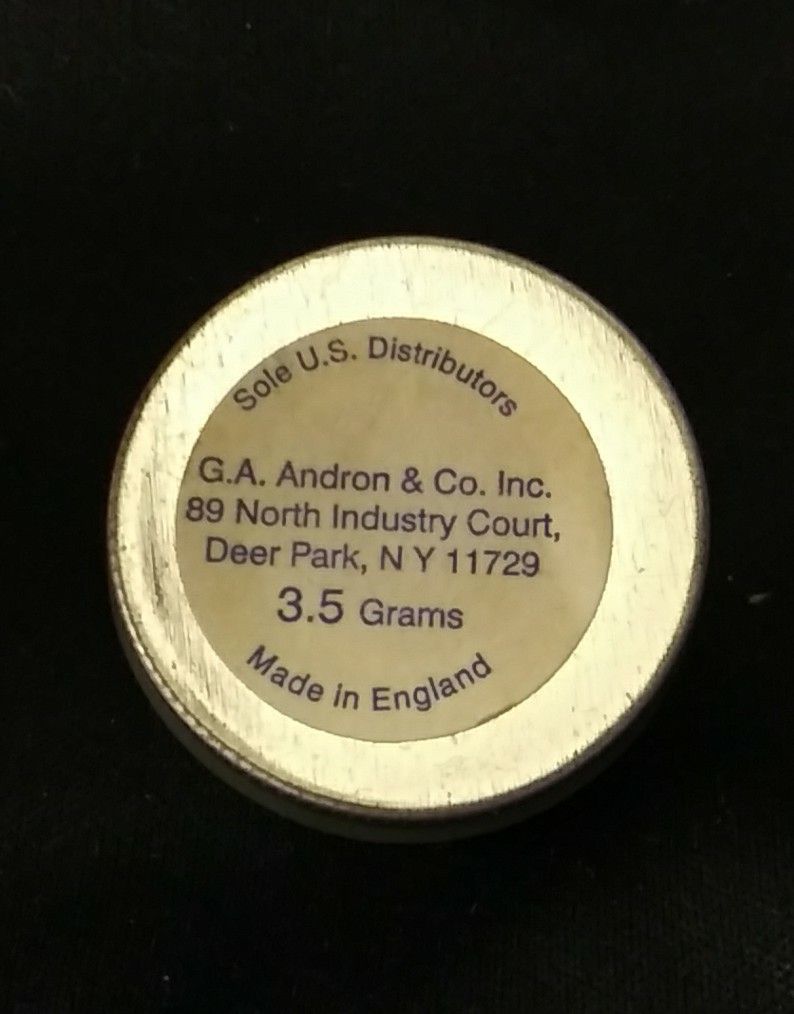 Sole U.S. Distributors
G.A. Andron & Co. Inc.
89 North Industry Court,
Deer Park, N Y 11729
3.5 Grams
Made in England